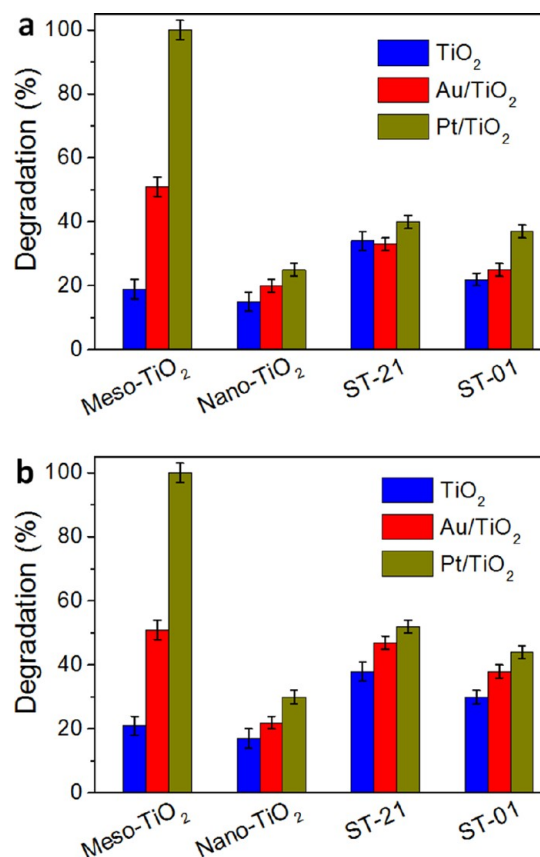 a
Degradation (%)
100
80
60
40
20
0
TiO₂
Au/TiO₂
Pt/TiO₂
Meso-TiO₂
Nano-TiO₂
ST-21
ST-01
b
Degradation (%)
100
80
60
40
20
0
TiO₂
Au/TiO₂
Pt/TiO₂
Meso-TiO₂
Nano-TiO₂
ST-21
ST-01